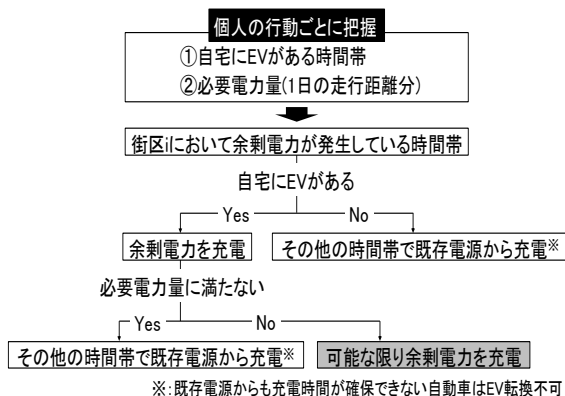 個人の行動ごとに把握
①自宅にEVがある時間帯
②必要電力量(1日の走行距離分)
街区iにおいて余剰電力が発生している時間帯
自宅にEVがある
Yes No
余剰電力を充電 その他の時間帯で既存電源から充電※
必要電力量に満たない
Yes No
その他の時間帯で既存電源から充電※ 可能な限り余剰電力を充電
※:既存電源からも充電時間が確保できない自動車はEV転換不可